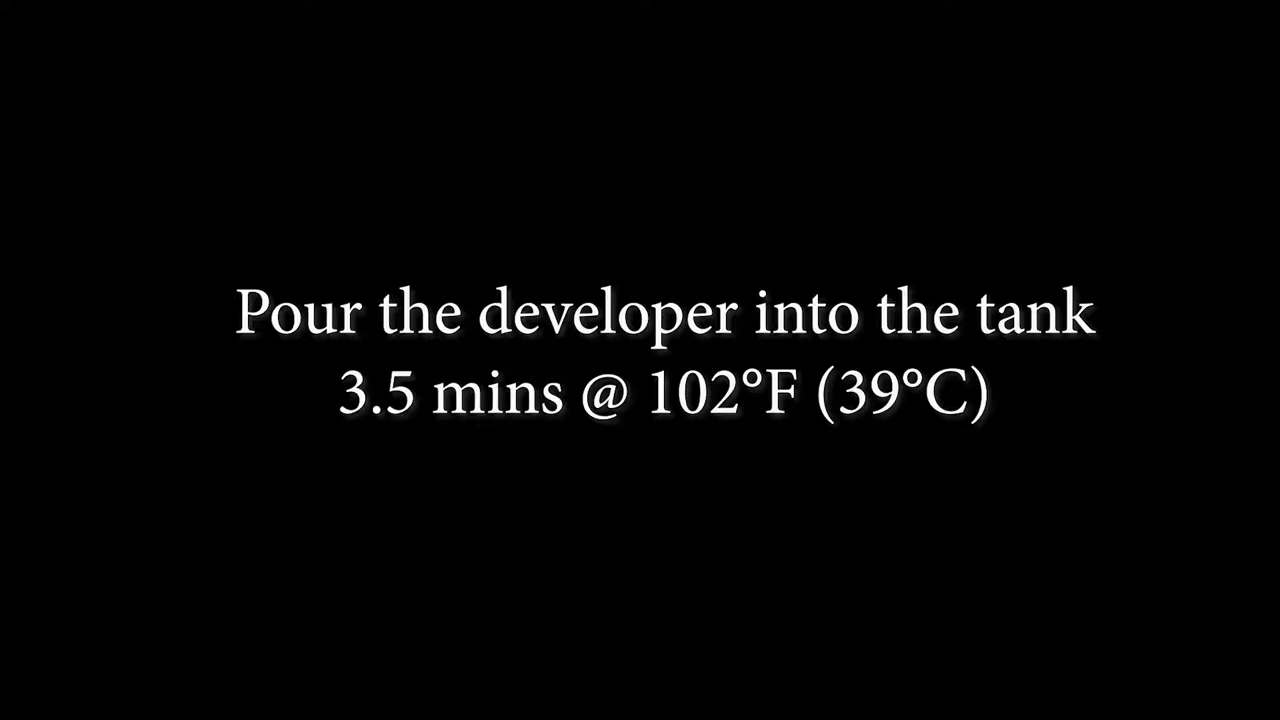 Pour the developer into the tank
3.5 mins @ 102°F (39°C)